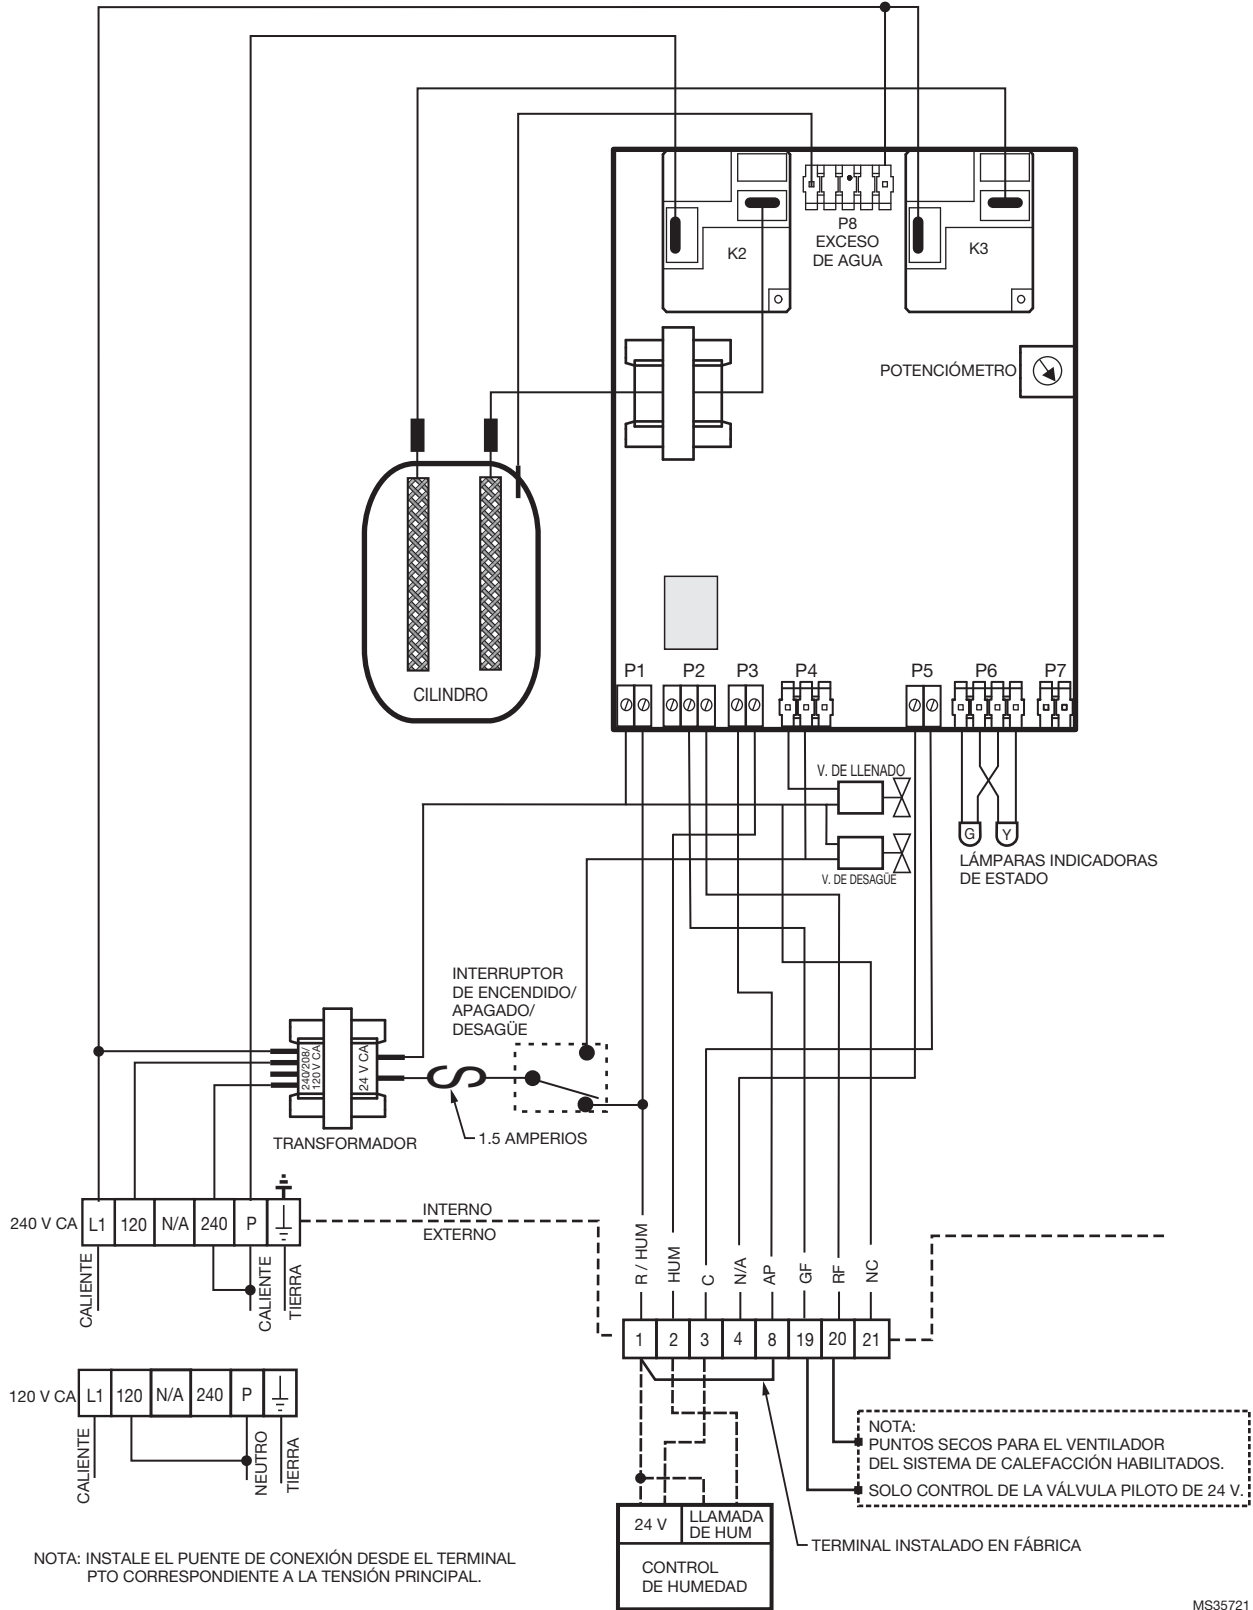 P8
EXCESO
DE AGUA
K2
K3
POTENCIÓMETRO
CILINDRO
P1
P2
P3
P4
P5
P6
P7
V. DE LLENADO
G
Y
LÁMPARAS INDICADORAS
DE ESTADO
V. DE DESAGÜE
INTERRUPTOR
DE ENCENDIDO/
APAGADO/
DESAGÜE
240/208/
120 V CA
24 V CA
TRANSFORMADOR
1.5 AMPERIOS
240 V CA
L1
120
N/A
240
P
CALIENTE
CALIENTE
TIERRA
INTERNO
EXTERNO
R / HUM
HUM
C
N/A
AP
GF
RF
NC
1
2
3
4
8
19
20
21
120 V CA
L1
120
N/A
240
P
CALIENTE
NEUTRO
TIERRA
NOTA:
PUNTOS SECOS PARA EL VENTILADOR
DEL SISTEMA DE CALEFACCIÓN HABILITADOS.
SOLO CONTROL DE LA VÁLVULA PILOTO DE 24 V.
24 V
LLAMADA
DE HUM
CONTROL
DE HUMEDAD
TERMINAL INSTALADO EN FÁBRICA
NOTA: INSTALE EL PUENTE DE CONEXIÓN DESDE EL TERMINAL
PTO CORRESPONDIENTE A LA TENSIÓN PRINCIPAL.
MS35721